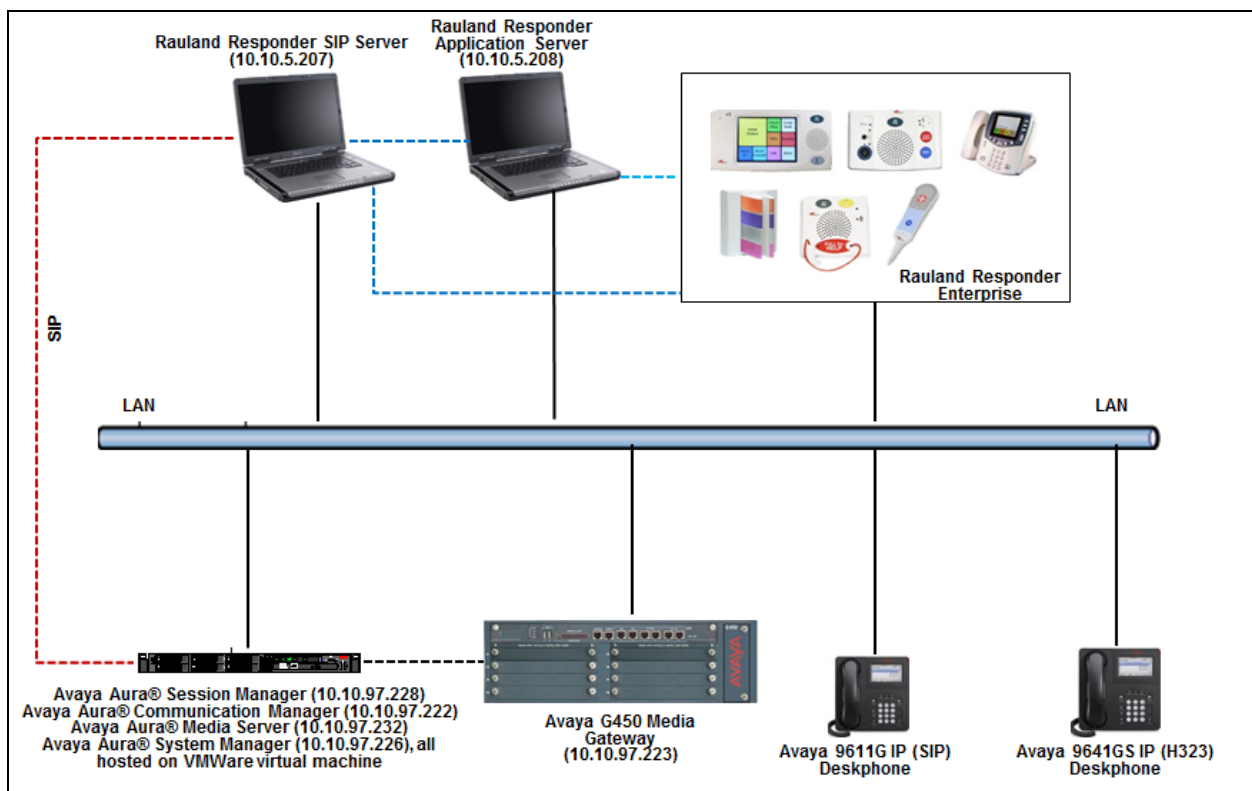 Rauland Responder SIP Server
(10.10.5.207)
Rauland Responder
Application Server
(10.10.5.208)
Rauland Responder
Enterprise
SIP
LAN
LAN
Avaya Aura® Session Manager (10.10.97.228)
Avaya Aura® Communication Manager (10.10.97.222)
Avaya Aura® Media Server (10.10.97.232)
Avaya Aura® System Manager (10.10.97.226), all
hosted on VMWare virtual machine
AVAYA
Avaya G450 Media
Gateway
(10.10.97.223)
Avaya 9611G IP (SIP)
Deskphone
Avaya 9641GS IP (H323)
Deskphone